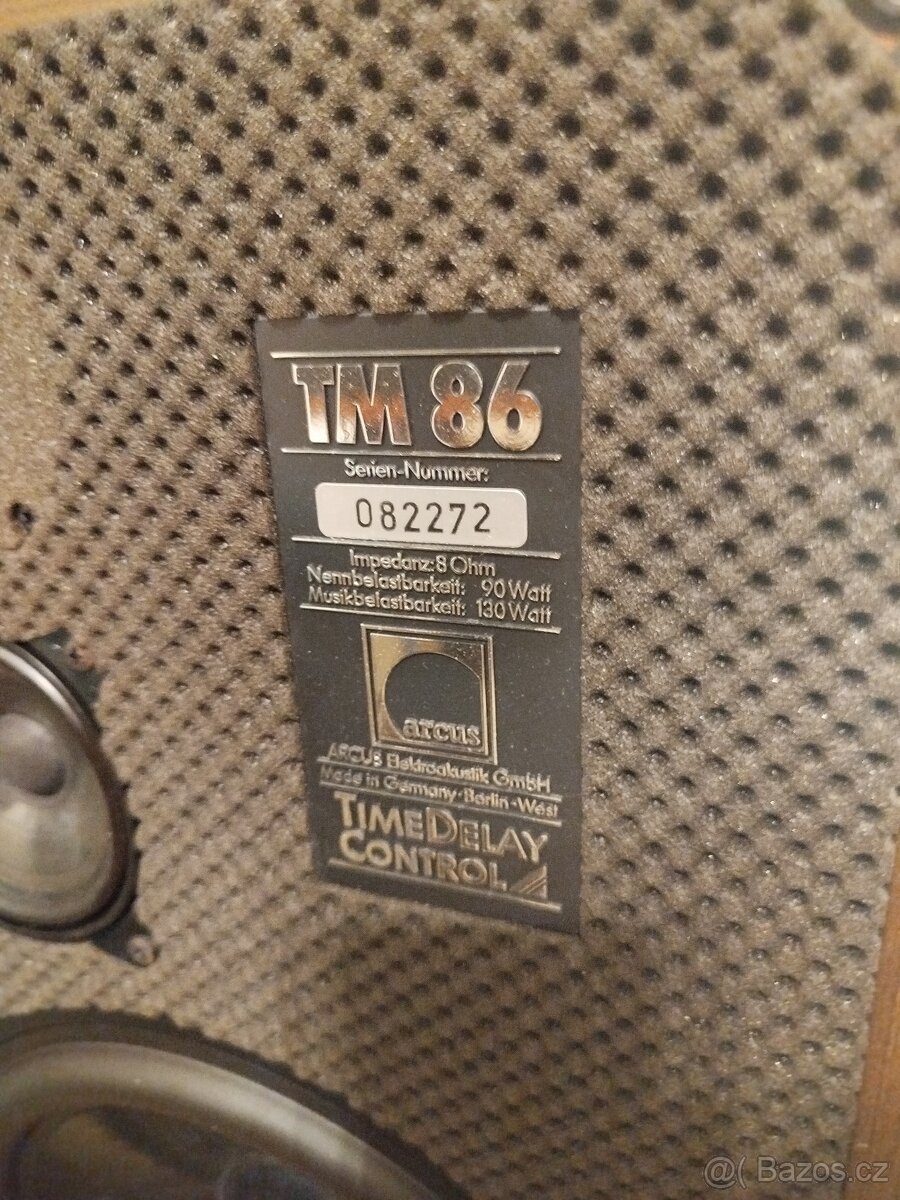 TM 86
Serien-Nummer:
082272
Impedanz: 8 Ohm
Nennbelastbarkeit: 90 Watt
Musikbelastbarkeit: 130 Watt
arcus
ARCUS Elektroakustik GmbH
Made in Germany · Berlin · West
TIME DELAY
CONTROL
@( Bazos.cz